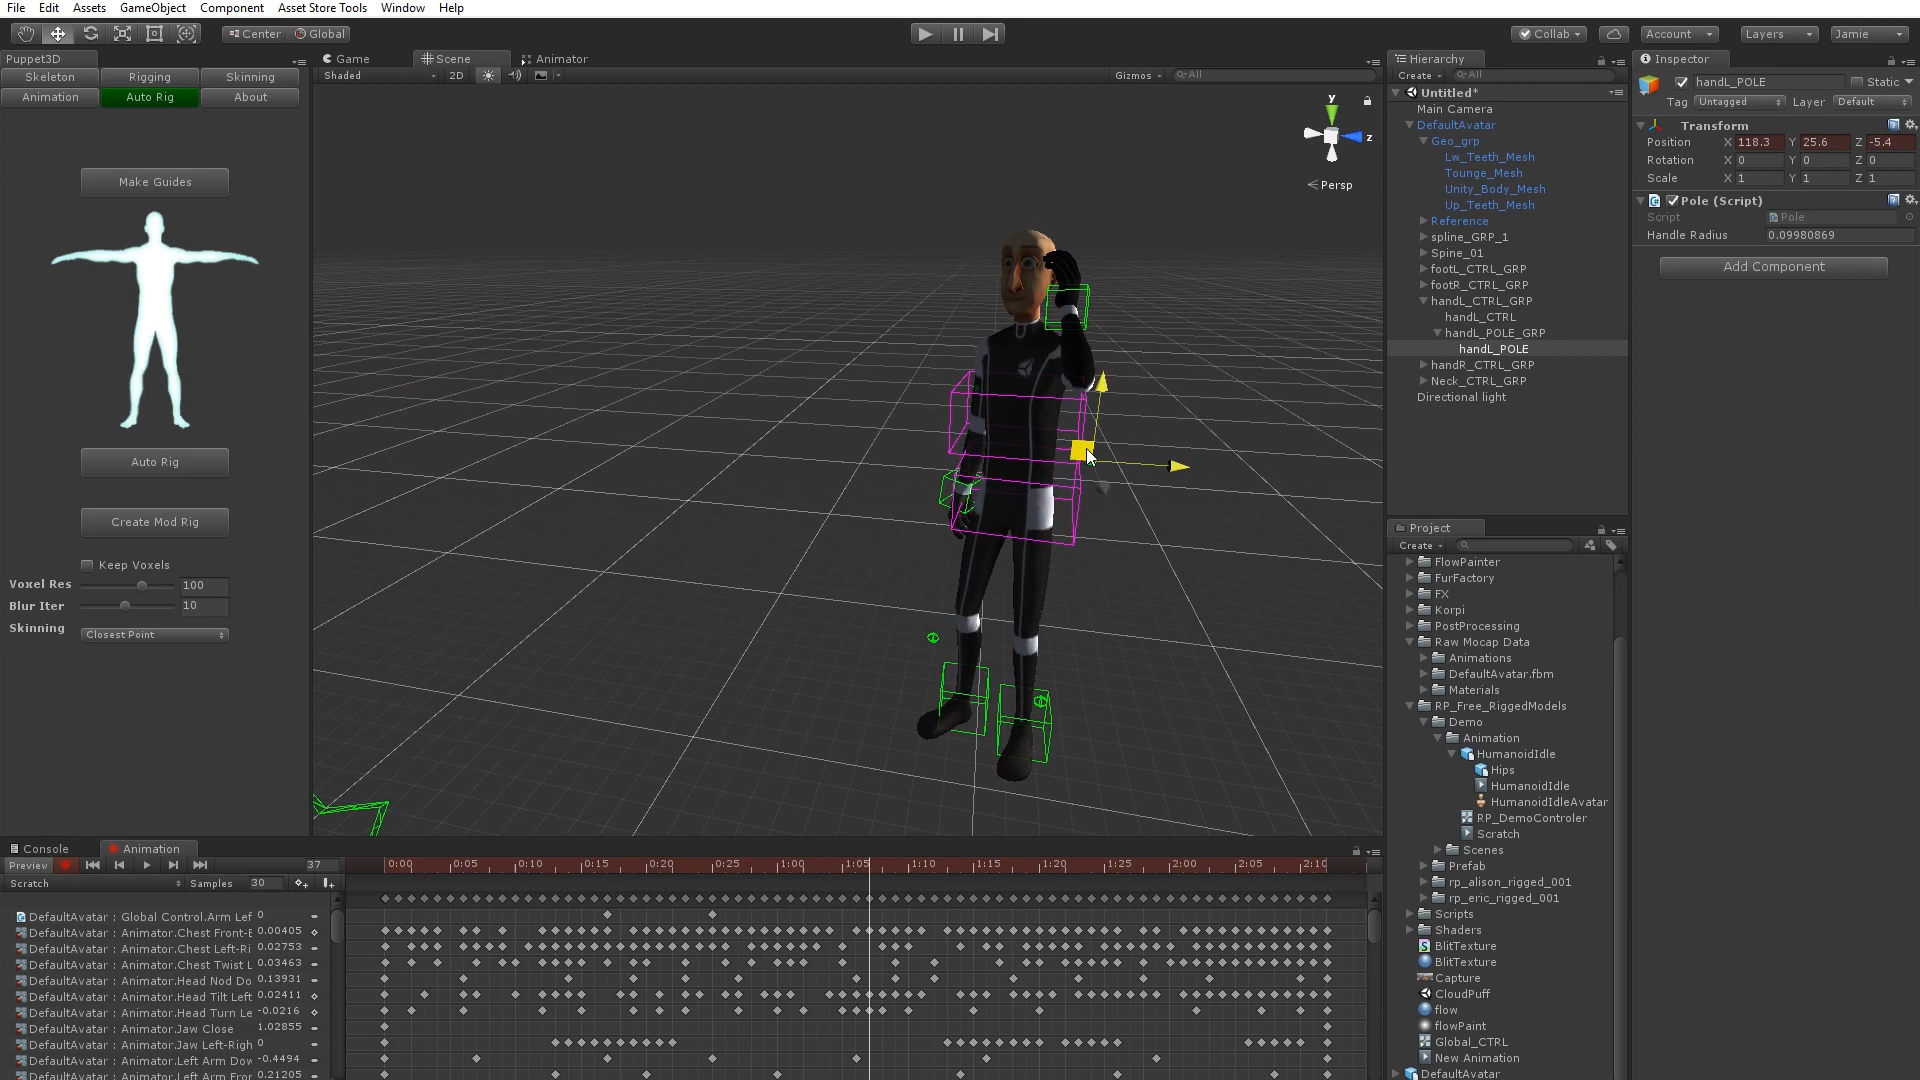 File Edit Assets GameObject Component Asset Store Tools Window Help
Center Global Collab Account Layers Jamie
Puppet3D
Skeleton Rigging Skinning
Animation Auto Rig About
Make Guides
Auto Rig
Create Mod Rig
Keep Voxels
Voxel Res 100
Blur Iter 10
Skinning Closest Point
Game Scene Animator
Shaded 2D Gizmos All
y
z
Persp
Hierarchy
Create All
Untitled*
Main Camera
DefaultAvatar
Geo_grp
Lw_Teeth_Mesh
Tounge_Mesh
Unity_Body_Mesh
Up_Teeth_Mesh
Reference
spline_GRP_1
Spine_01
footL_CTRL_GRP
footR_CTRL_GRP
handL_CTRL_GRP
handL_CTRL
handL_POLE_GRP
handL_POLE
handR_CTRL_GRP
Neck_CTRL_GRP
Directional light
Inspector
handL_POLE Static
Tag Untagged Layer Default
Transform
Position X 118.3 Y 25.6 Z -5.4
Rotation X 0 Y 0 Z 0
Scale X 1 Y 1 Z 1
Pole (Script)
Script Pole
Handle Radius 0.09980869
Add Component
Project
Create
FlowPainter
FurFactory
FX
Korpi
PostProcessing
Raw Mocap Data
Animations
DefaultAvatar.fbm
Materials
RP_Free_RiggedModels
Demo
Animation
HumanoidIdle
Hips
HumanoidIdle
HumanoidIdleAvatar
RP_DemoControler
Scratch
Scenes
Prefab
rp_alison_rigged_001
rp_eric_rigged_001
Scripts
Shaders
BlitTexture
BlitTexture
Capture
CloudPuff
flow
flowPaint
Global_CTRL
New Animation
DefaultAvatar
Console Animation
Preview 37
0:00 0:05 0:10 0:15 0:20 0:25 1:00 1:05 1:10 1:15 1:20 1:25 2:00 2:05 2:10
Scratch Samples 30
DefaultAvatar : Global Control.Arm Lef 0
DefaultAvatar : Animator.Chest Front-B 0.00405
DefaultAvatar : Animator.Chest Left-Ri 0.02753
DefaultAvatar : Animator.Chest Twist L 0.03463
DefaultAvatar : Animator.Head Nod Do 0.13931
DefaultAvatar : Animator.Head Tilt Left 0.02411
DefaultAvatar : Animator.Head Turn Le -0.0216
DefaultAvatar : Animator.Jaw Close 1.02855
DefaultAvatar : Animator.Jaw Left-Righ 0
DefaultAvatar : Animator.Left Arm Dow -0.4494
DefaultAvatar : Animator.Left Arm Fron 0.21205